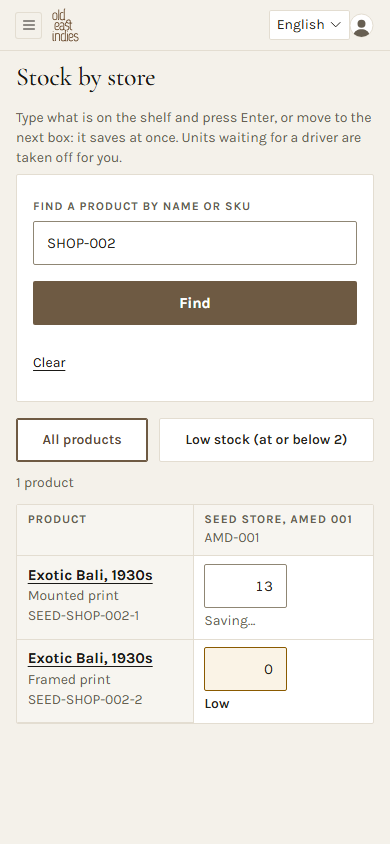 old
east
indies
English
Stock by store
Type what is on the shelf and press Enter, or move to the
next box: it saves at once. Units waiting for a driver are
taken off for you.
FIND A PRODUCT BY NAME OR SKU
SHOP-002
Find
Clear
All products
Low stock (at or below 2)
1 product
PRODUCT
SEED STORE, AMED 001
AMD-001
Exotic Bali, 1930s
Mounted print
SEED-SHOP-002-1
13
Saving…
Exotic Bali, 1930s
Framed print
SEED-SHOP-002-2
0
Low